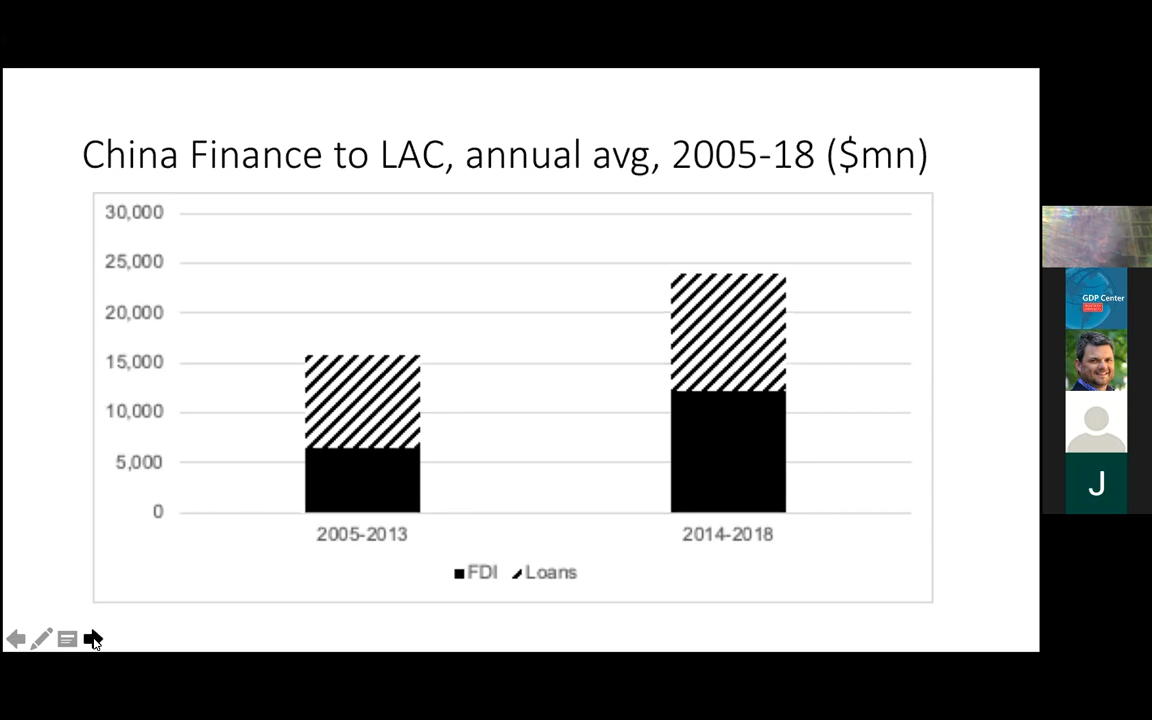 China Finance to LAC, annual avg, 2005-18 ($mn)
30,000
25,000
20,000
15,000
10,000
5,000
0
2005-2013
2014-2018
FDI
Loans
GDP Center
J